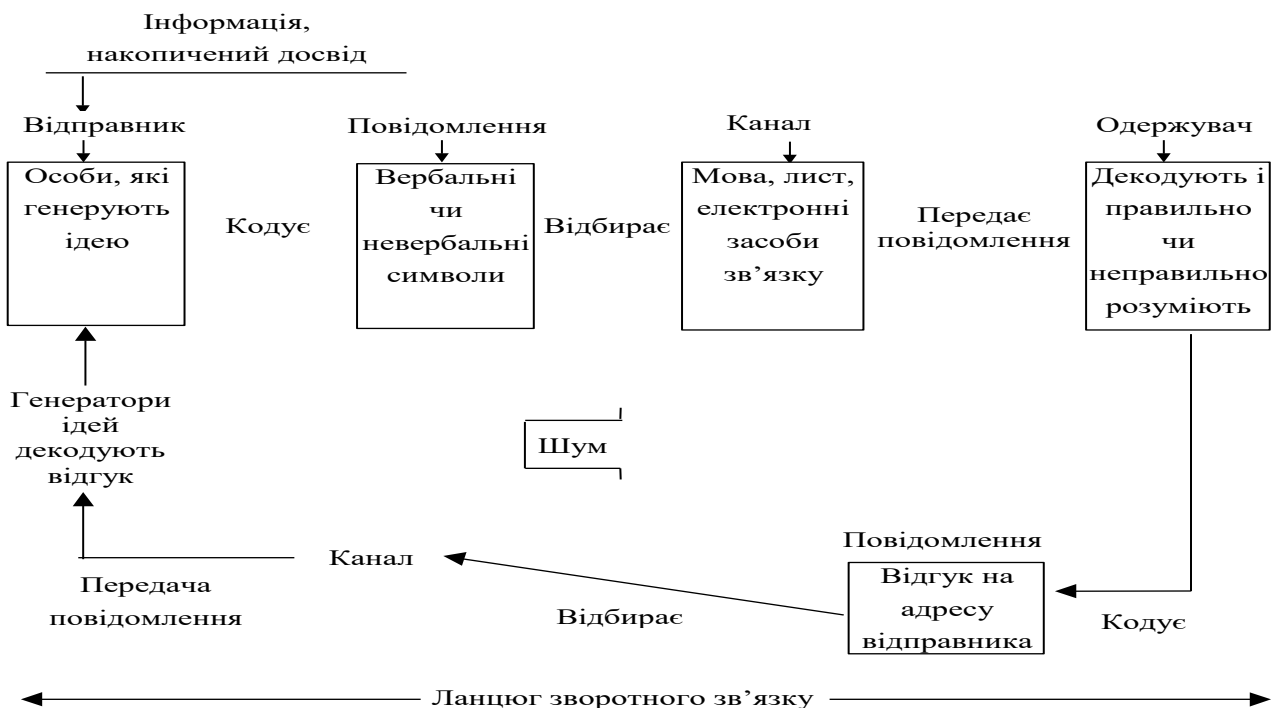 Інформація,
накопичений досвід
Відправник
Повідомлення
Канал
Одержувач
Особи, які
генерують
ідею
Кодує
Вербальні
чи
невербальні
символи
Відбирає
Мова, лист,
електронні
засоби
зв’язку
Передає
повідомлення
Декодують і
правильно
чи
неправильно
розуміють
Генератори
ідей
декодують
відгук
Шум
Повідомлення
Відгук на
адресу
відправника
Кодує
Відбирає
Канал
Передача
повідомлення
Ланцюг зворотного зв’язку